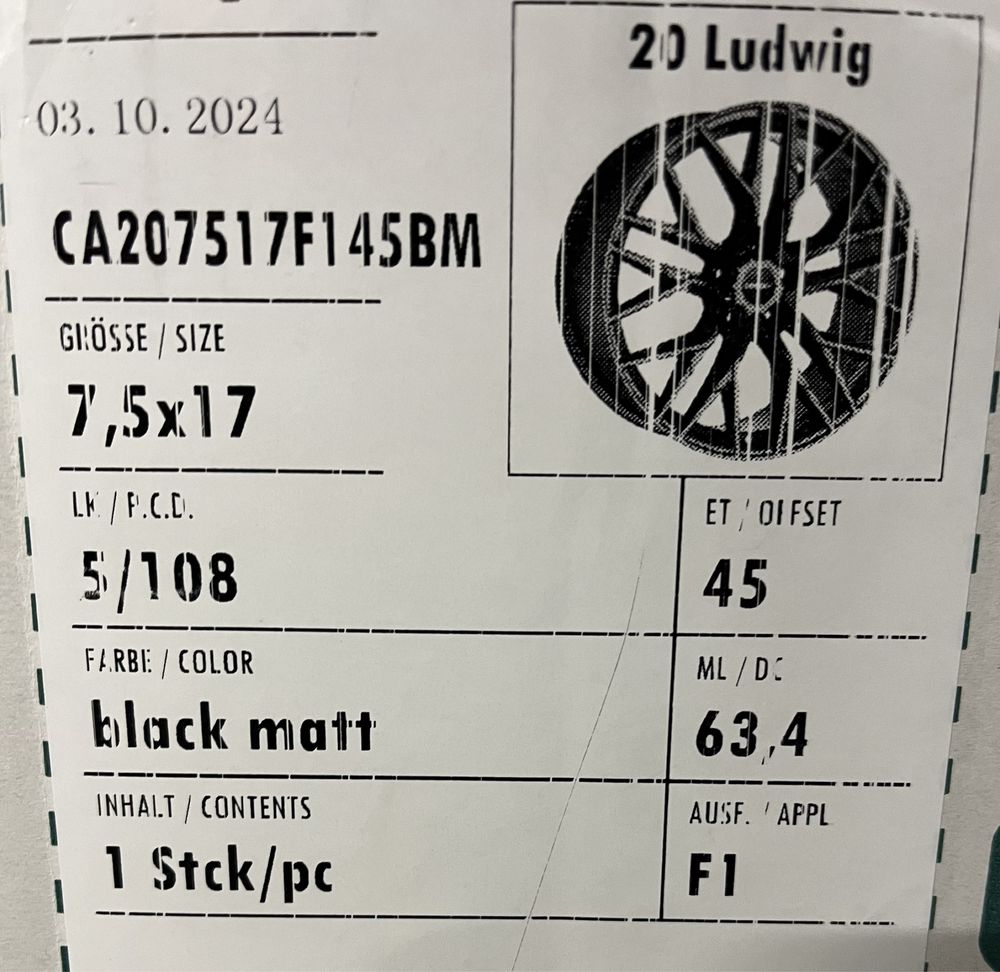 20 Ludwig
03. 10. 2024
CA207517F145BM
GRÖSSE / SIZE
7,5x17
LK / P.C.D.
5/108
ET / OFFSET
45
FARBE / COLOR
black matt
ML / DC
63,4
INHALT / CONTENTS
1 Stck/pc
AUSF. / APPL
F1